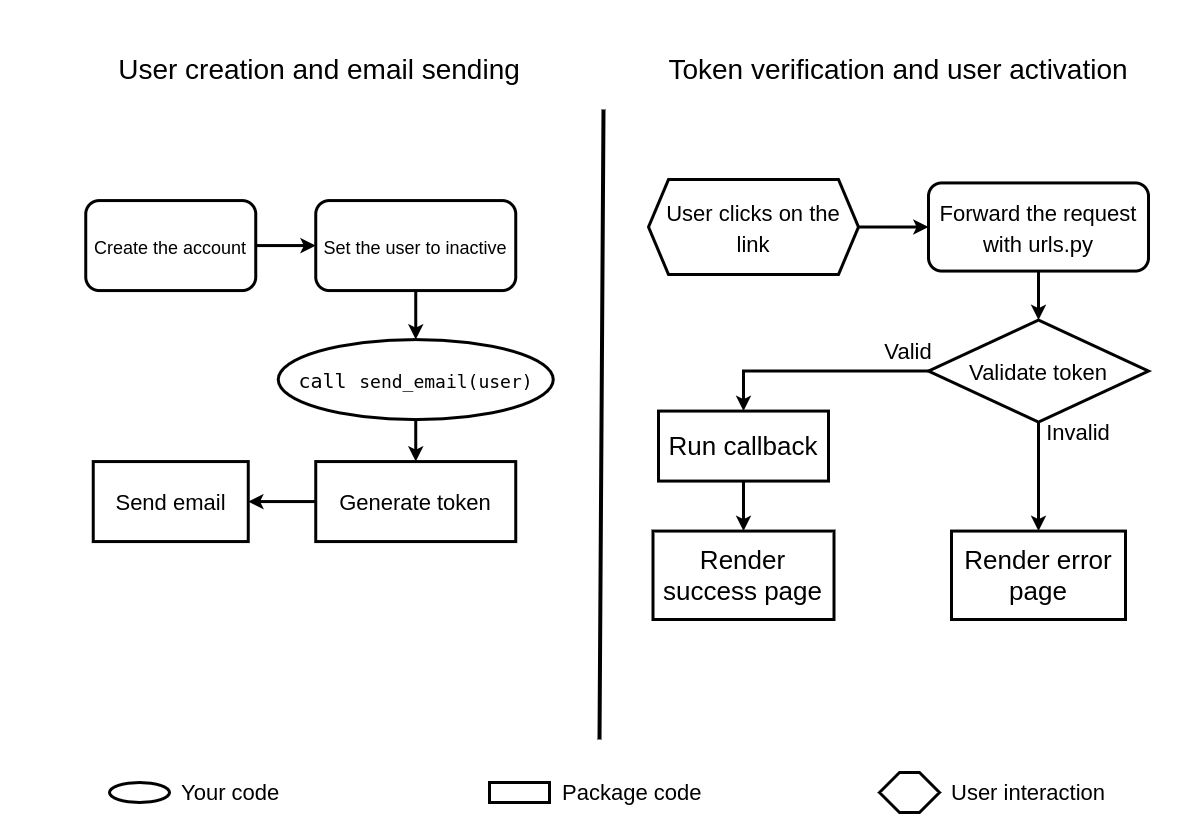 User creation and email sending
Create the account
Set the user to inactive
call send_email(user)
Send email
Generate token
Token verification and user activation
User clicks on the
link
Forward the request
with urls.py
Valid
Validate token
Invalid
Run callback
Render
success page
Render error
page
Your code
Package code
User interaction